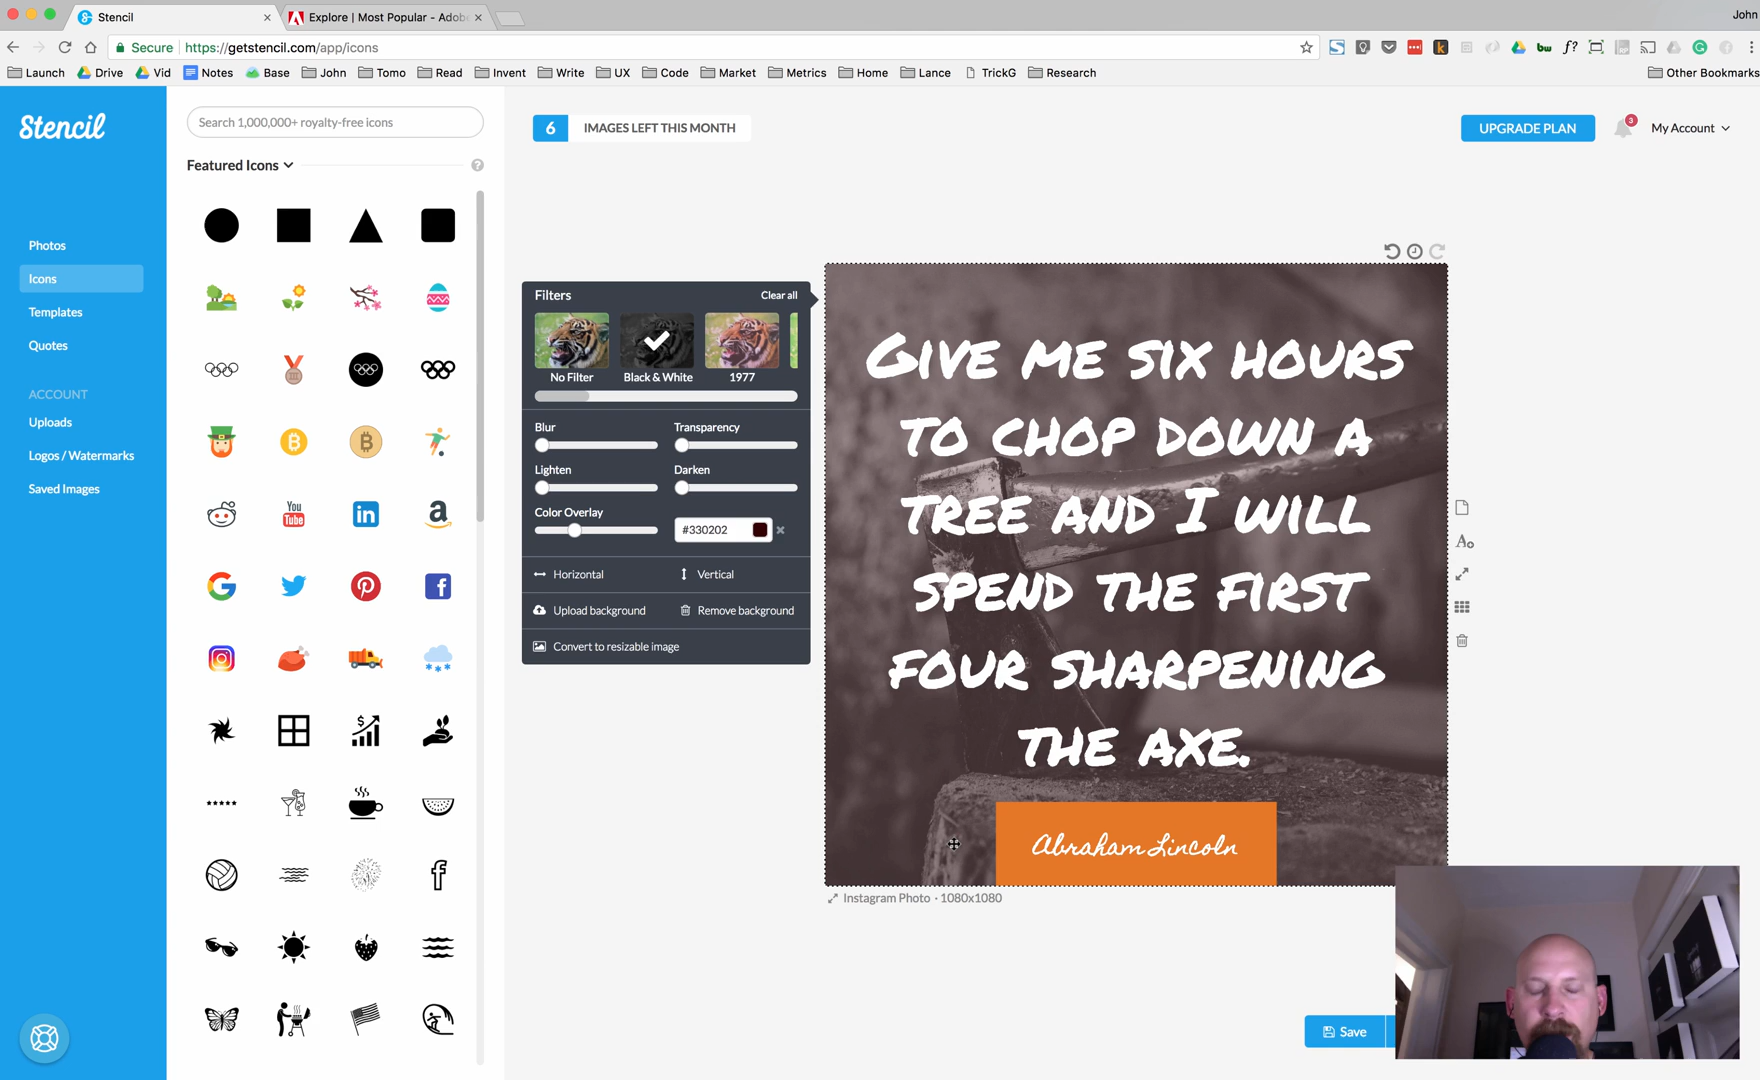 Stencil
Explore | Most Popular - Adob
John
Secure
https://getstencil.com/app/icons
Launch
Drive
Vid
Notes
Base
John
Tomo
Read
Invent
Write
UX
Code
Market
Metrics
Home
Lance
TrickG
Research
Other Bookmarks
Stencil
Search 1,000,000+ royalty-free icons
6
IMAGES LEFT THIS MONTH
UPGRADE PLAN
3
My Account
Featured Icons
?
Photos
Icons
Templates
Quotes
ACCOUNT
Uploads
Logos / Watermarks
Saved Images
You
Tube
in
a
G
f
f
Filters
Clear all
No Filter
Black & White
1977
Blur
Transparency
Lighten
Darken
Color Overlay
#330202
Horizontal
Vertical
Upload background
Remove background
Convert to resizable image
GIVE ME SIX HOURS
TO CHOP DOWN A
TREE AND I WILL
SPEND THE FIRST
FOUR SHARPENING
THE AXE.
Abraham Lincoln
Instagram Photo · 1080x1080
Save